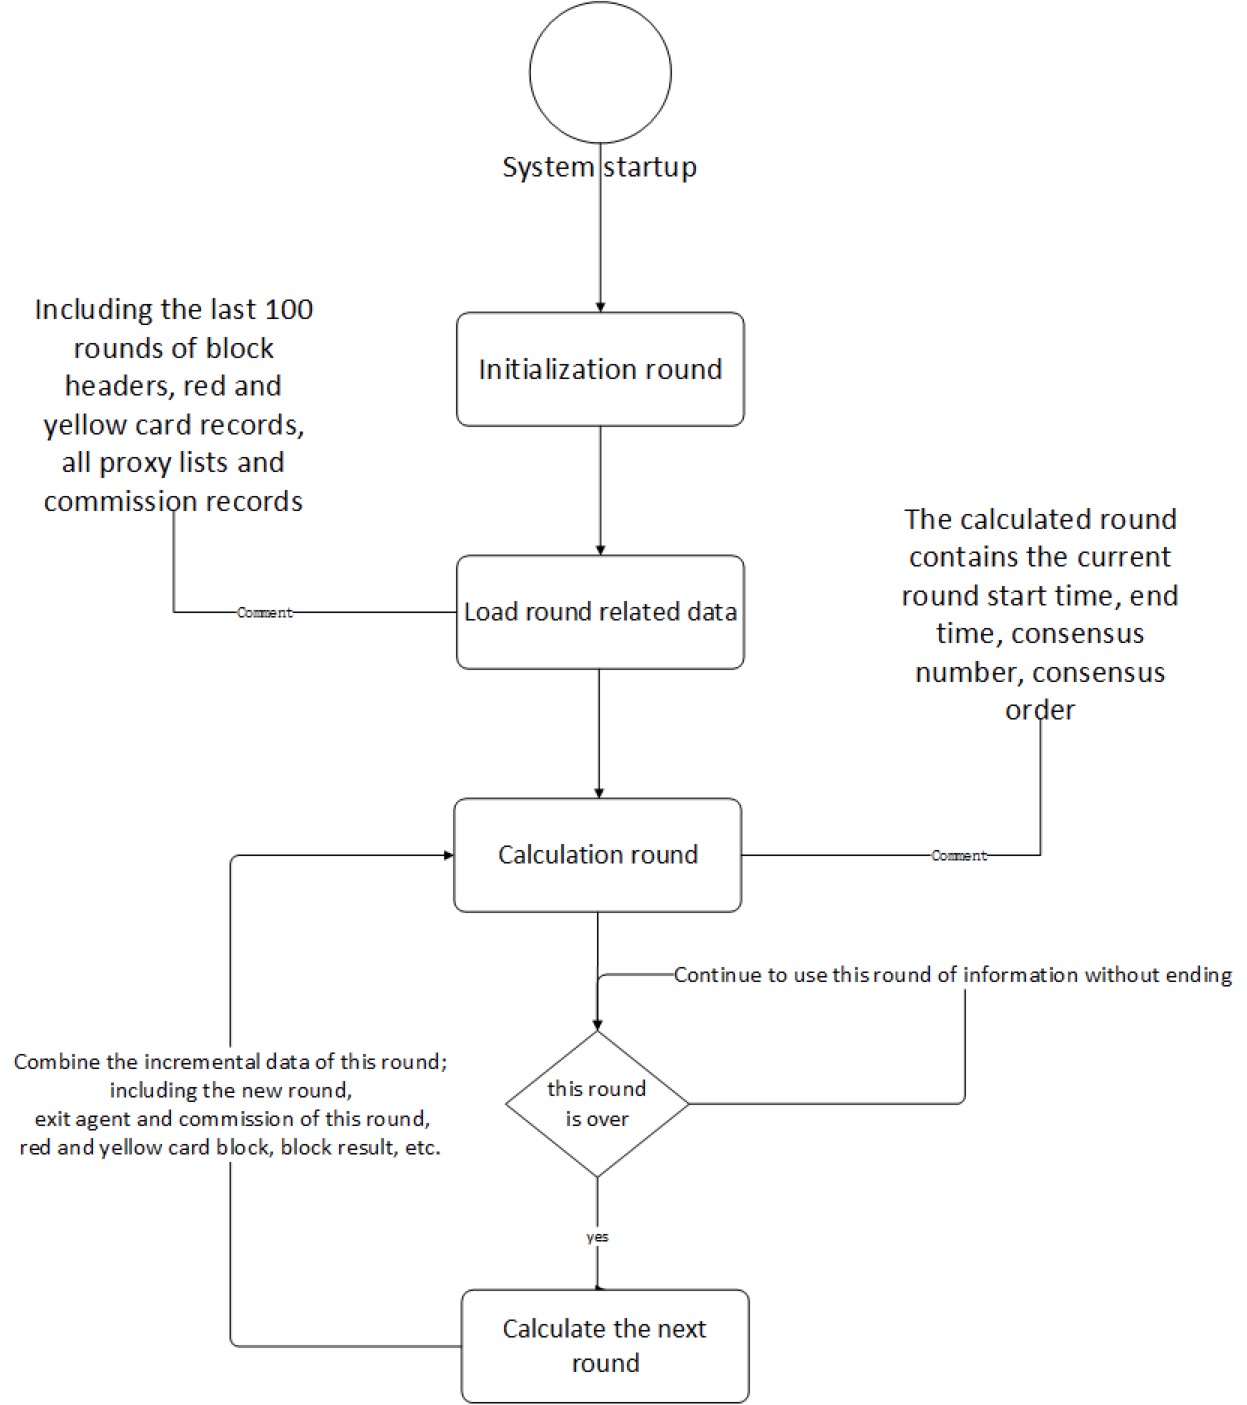 System startup
Initialization round
Including the last 100
rounds of block
headers, red and
yellow card records,
all proxy lists and
commission records
Comment
Load round related data
The calculated round
contains the current
round start time, end
time, consensus
number, consensus
order
Calculation round
Comment
Continue to use this round of information without ending
this round
is over
Combine the incremental data of this round;
including the new round,
exit agent and commission of this round,
red and yellow card block, block result, etc.
yes
Calculate the next
round